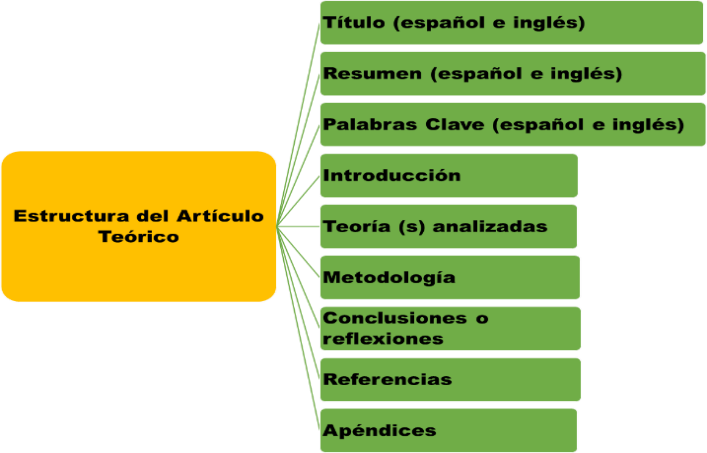 Estructura del Artículo
Teórico
Título (español e inglés)
Resumen (español e inglés)
Palabras Clave (español e inglés)
Introducción
Teoría (s) analizadas
Metodología
Conclusiones o
reflexiones
Referencias
Apéndices